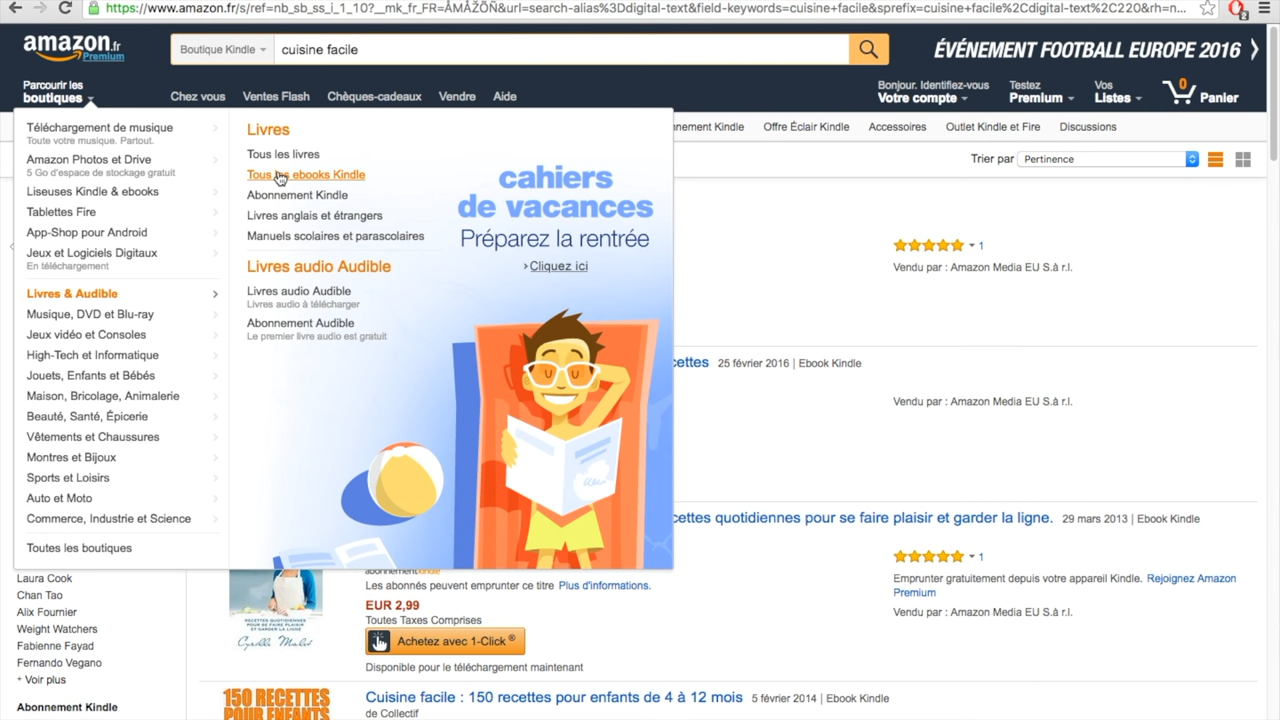 https://www.amazon.fr/s/ref=nb_sb_ss_i_1_10?__mk_fr_FR=ÅMÅŽÕÑ&url=search-alias%3Ddigital-text&field-keywords=cuisine+facile&sprefix=cuisine+facile%2Cdigital-text%2C220&rh=n...
2
amazon.fr
Premium
Boutique Kindle
cuisine facile
ÉVÉNEMENT FOOTBALL EUROPE 2016
Parcourir les
boutiques
Chez vous
Ventes Flash
Chèques-cadeaux
Vendre
Aide
Bonjour. Identifiez-vous
Votre compte
Testez
Premium
Vos
Listes
0
Panier
nnement Kindle
Offre Éclair Kindle
Accessoires
Outlet Kindle et Fire
Discussions
Trier par
Pertinence
Téléchargement de musique
Toute votre musique. Partout.
Amazon Photos et Drive
5 Go d'espace de stockage gratuit
Liseuses Kindle & ebooks
Tablettes Fire
App-Shop pour Android
Jeux et Logiciels Digitaux
En téléchargement
Livres & Audible
Musique, DVD et Blu-ray
Jeux vidéo et Consoles
High-Tech et Informatique
Jouets, Enfants et Bébés
Maison, Bricolage, Animalerie
Beauté, Santé, Épicerie
Vêtements et Chaussures
Montres et Bijoux
Sports et Loisirs
Auto et Moto
Commerce, Industrie et Science
Toutes les boutiques
Livres
Tous les livres
Tous les ebooks Kindle
Abonnement Kindle
Livres anglais et étrangers
Manuels scolaires et parascolaires
Livres audio Audible
Livres audio Audible
Livres audio à télécharger
Abonnement Audible
Le premier livre audio est gratuit
cahiers
de vacances
Préparez la rentrée
Cliquez ici
1
Vendu par : Amazon Media EU S.à r.l.
cettes 25 février 2016 | Ebook Kindle
Vendu par : Amazon Media EU S.à r.l.
cettes quotidiennes pour se faire plaisir et garder la ligne. 29 mars 2013 | Ebook Kindle
1
Emprunter gratuitement depuis votre appareil Kindle. Rejoignez Amazon
Premium
Vendu par : Amazon Media EU S.à r.l.
Laura Cook
Chan Tao
Alix Fournier
Weight Watchers
Fabienne Fayad
Fernando Vegano
+ Voir plus
Abonnement Kindle
RECETTES QUOTIDIENNES
POUR SE FAIRE PLAISIR
ET GARDER LA LIGNE
abonnementkindle
Les abonnés peuvent emprunter ce titre Plus d'informations.
EUR 2,99
Toutes Taxes Comprises
Achetez avec 1-Click ®
Disponible pour le téléchargement maintenant
150 RECETTES
POUR ENFANTS
Cuisine facile : 150 recettes pour enfants de 4 à 12 mois 5 février 2014 | Ebook Kindle
de Collectif